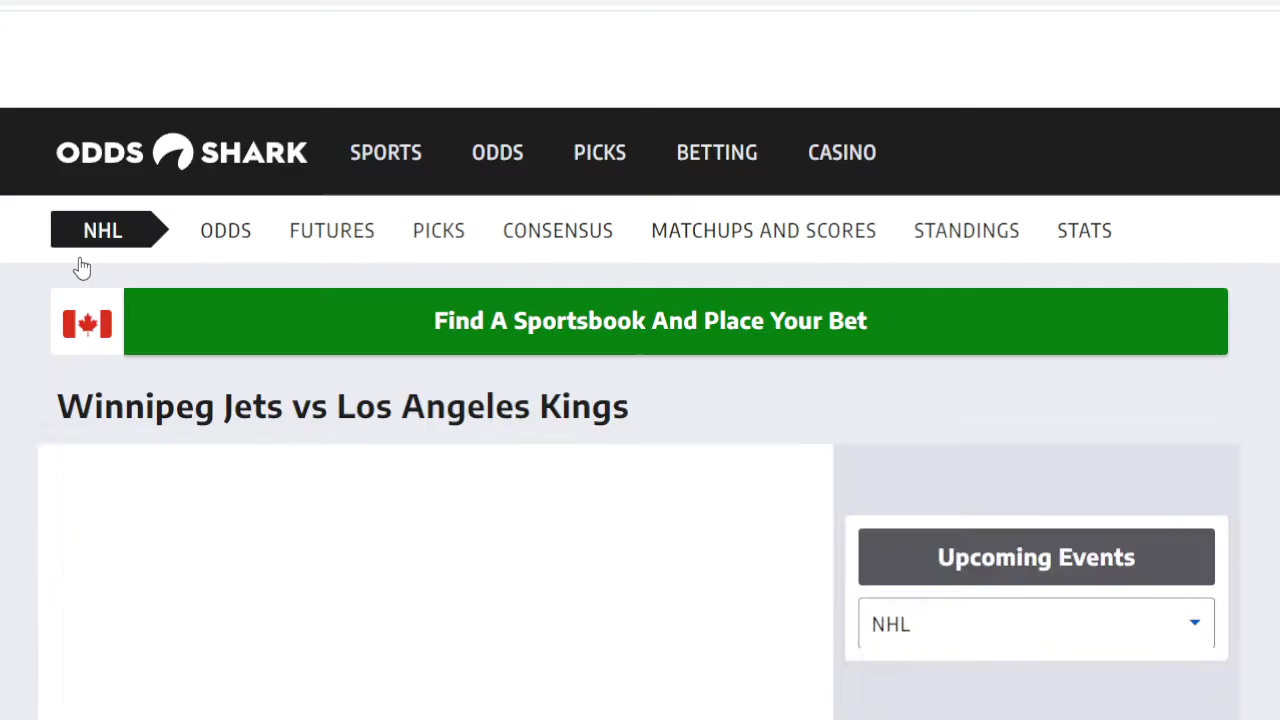 ODDS SHARK SPORTS ODDS PICKS BETTING CASINO
NHL ODDS FUTURES PICKS CONSENSUS MATCHUPS AND SCORES STANDINGS STATS
Find A Sportsbook And Place Your Bet
Winnipeg Jets vs Los Angeles Kings
Upcoming Events
NHL